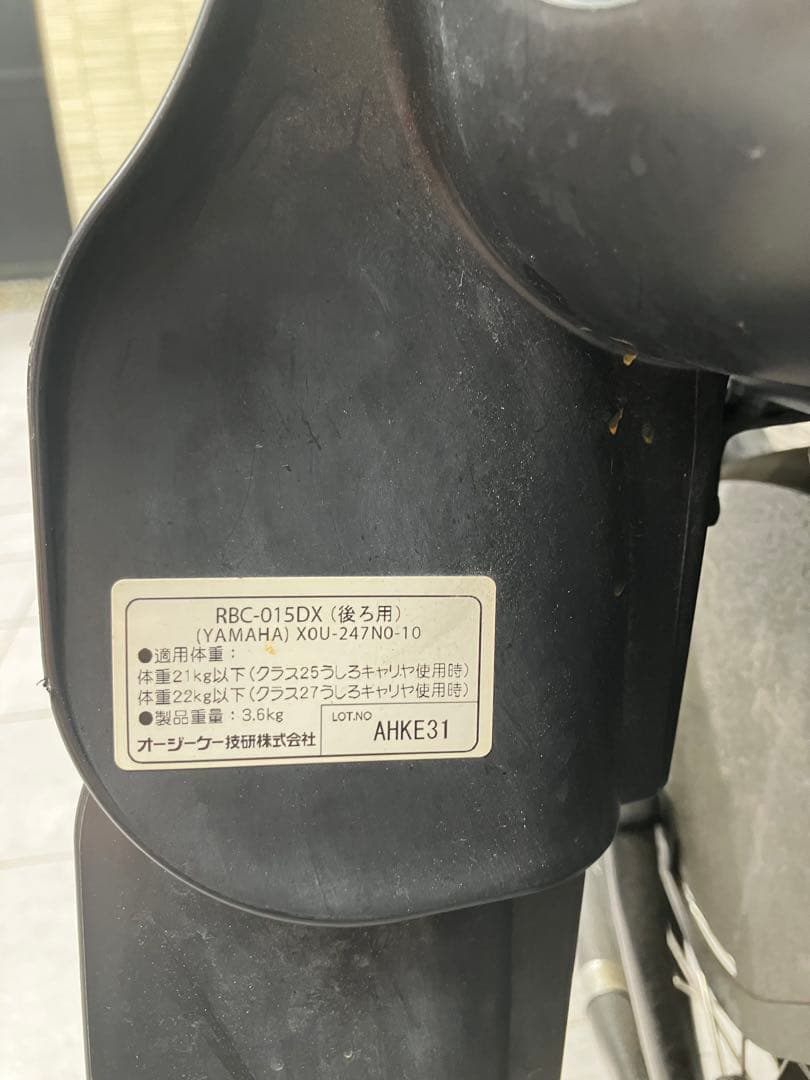 RBC-015DX (後ろ用)
(YAMAHA) X0U-247N0-10
●適用体重：
体重21kg以下(クラス25うしろキャリヤ使用時)
体重22kg以下(クラス27うしろキャリヤ使用時)
●製品重量：3.6kg
オージーケー技研株式会社
LOT.NO
AHKE31